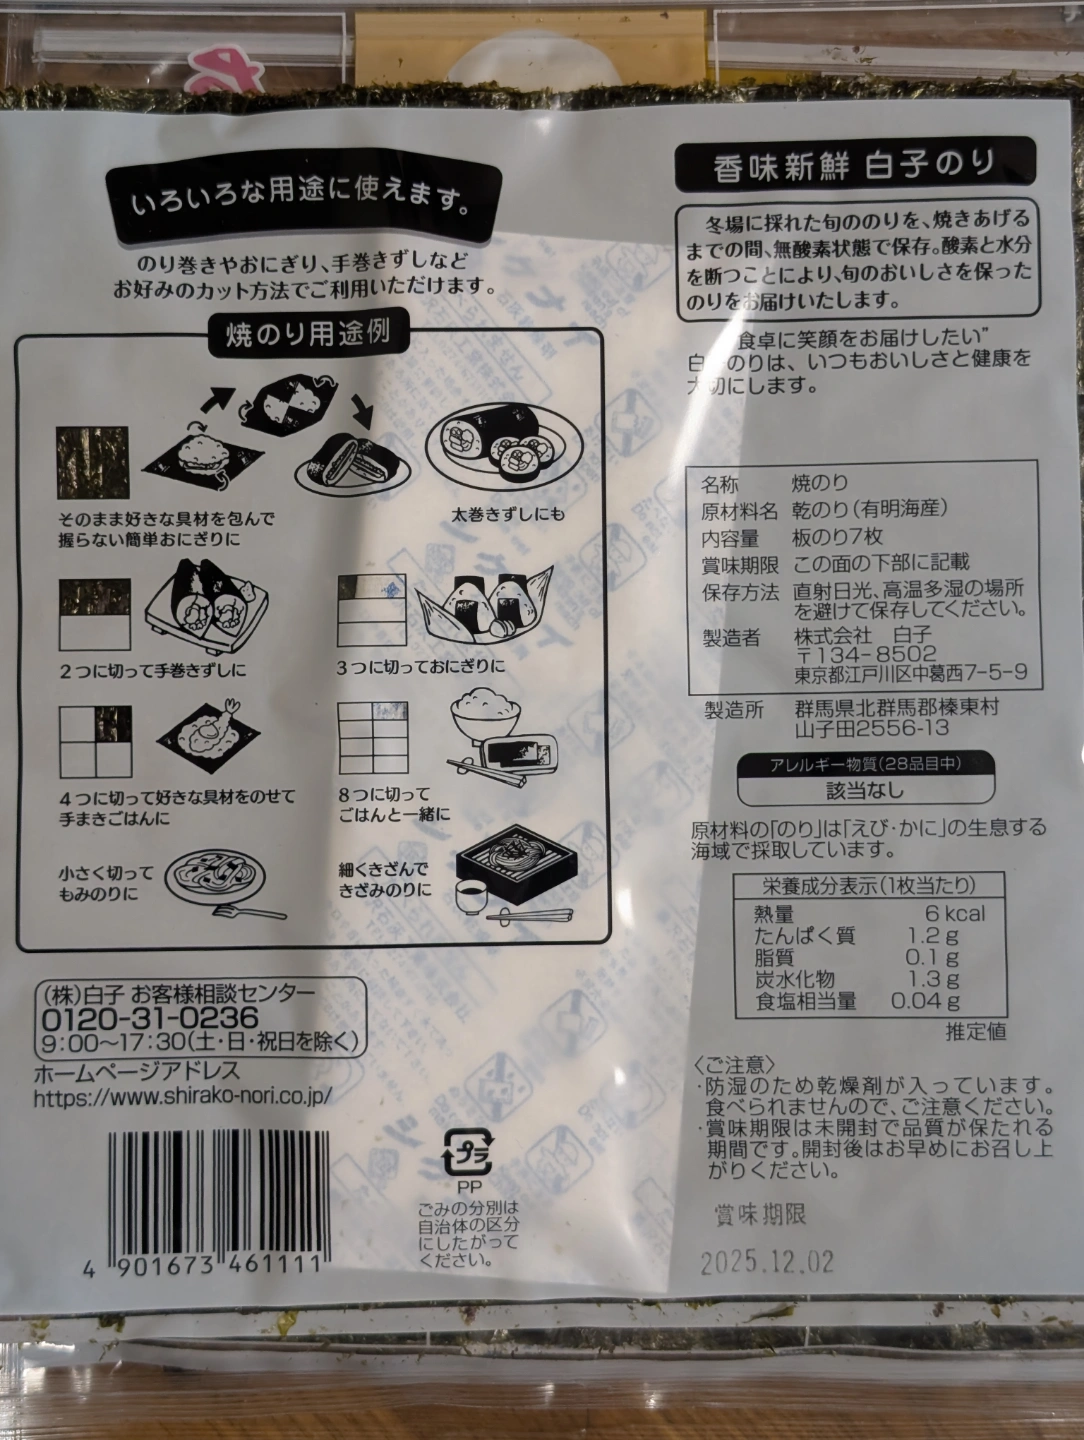 いろいろな用途に使えます。
のり巻きやおにぎり、手巻きずしなど
お好みのカット方法でご利用いただけます。
焼のり用途例
そのまま好きな具材を包んで
握らない簡単おにぎりに
太巻きずしにも
2つに切って手巻きずしに
3つに切っておにぎりに
4つに切って好きな具材をのせて
手まきごはんに
8つに切って
ごはんと一緒に
小さく切って
もみのりに
細くきざんで
きざみのりに
(株)白子 お客様相談センター
0120-31-0236
9:00〜17:30(土・日・祝日を除く)
ホームページアドレス
https://www.shirako-nori.co.jp/
4 901673 461111
プラ
PP
ごみの分別は
自治体の区分
にしたがって
ください。
香味新鮮 白子のり
冬場に採れた旬ののりを、焼きあげる
までの間、無酸素状態で保存。酸素と水分
を断つことにより、旬のおいしさを保った
のりをお届けいたします。
食卓に笑顔をお届けしたい”
白子のりは、いつもおいしさと健康を
大切にします。
名称 焼のり
原材料名 乾のり(有明海産)
内容量 板のり7枚
賞味期限 この面の下部に記載
保存方法 直射日光、高温多湿の場所
を避けて保存してください。
製造者 株式会社 白子
〒134-8502
東京都江戸川区中葛西7-5-9
製造所 群馬県北群馬郡榛東村
山子田2556-13
アレルギー物質(28品目中)
該当なし
原材料の「のり」は「えび・かに」の生息する
海域で採取しています。
栄養成分表示(1枚当たり)
熱量 6 kcal
たんぱく質 1.2 g
脂質 0.1 g
炭水化物 1.3 g
食塩相当量 0.04 g
推定値
〈ご注意〉
・防湿のため乾燥剤が入っています。
食べられませんので、ご注意ください。
・賞味期限は未開封で品質が保たれる
期間です。開封後はお早めにお召し上
がりください。
賞味期限
2025.12.02